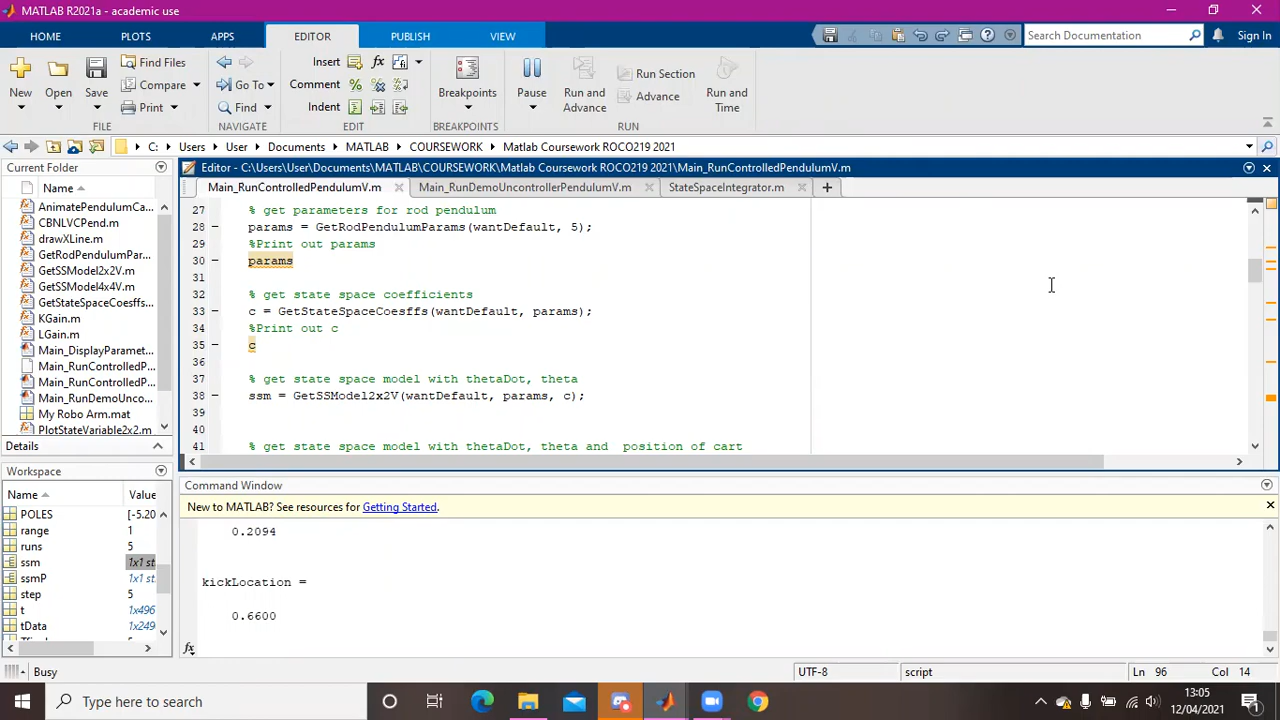 MATLAB R2021a - academic use
HOME PLOTS APPS EDITOR PUBLISH VIEW Search Documentation Sign In
New Open Save Find Files Compare Print Go To Find Insert Comment Indent Breakpoints Pause Run and Advance Run Section Advance Run and Time
FILE NAVIGATE EDIT BREAKPOINTS RUN
C: Users User Documents MATLAB COURSEWORK Matlab Coursework ROCO219 2021
Current Folder
Name
AnimatePendulumCa...
CBNLVCPend.m
drawXLine.m
GetRodPendulumPar...
GetSSModel2x2V.m
GetSSModel4x4V.m
GetStateSpaceCoesffs...
KGain.m
LGain.m
Main_DisplayParamet...
Main_RunControlledP...
Main_RunControlledP...
Main_RunDemoUnco...
My Robo Arm.mat
PlotStateVariable2x2.m
Details
Workspace
Name Value
POLES [-5.20
range 1
runs 5
ssm 1x1 st
ssmP 1x1 st
step 5
t 1x496
tData 1x249
Editor - C:\Users\User\Documents\MATLAB\COURSEWORK\Matlab Coursework ROCO219 2021\Main_RunControlledPendulumV.m
Main_RunControlledPendulumV.m Main_RunDemoUncontrollerPendulumV.m StateSpaceIntegrator.m
27 % get parameters for rod pendulum
28 params = GetRodPendulumParams(wantDefault, 5);
29 %Print out params
30 params
31
32 % get state space coefficients
33 c = GetStateSpaceCoesffs(wantDefault, params);
34 %Print out c
35 c
36
37 % get state space model with thetaDot, theta
38 ssm = GetSSModel2x2V(wantDefault, params, c);
39
40
41 % get state space model with thetaDot, theta and  position of cart
Command Window
New to MATLAB? See resources for Getting Started.
0.2094
kickLocation =
0.6600
fx
Busy UTF-8 script Ln 96 Col 14
Type here to search
13:05
12/04/2021